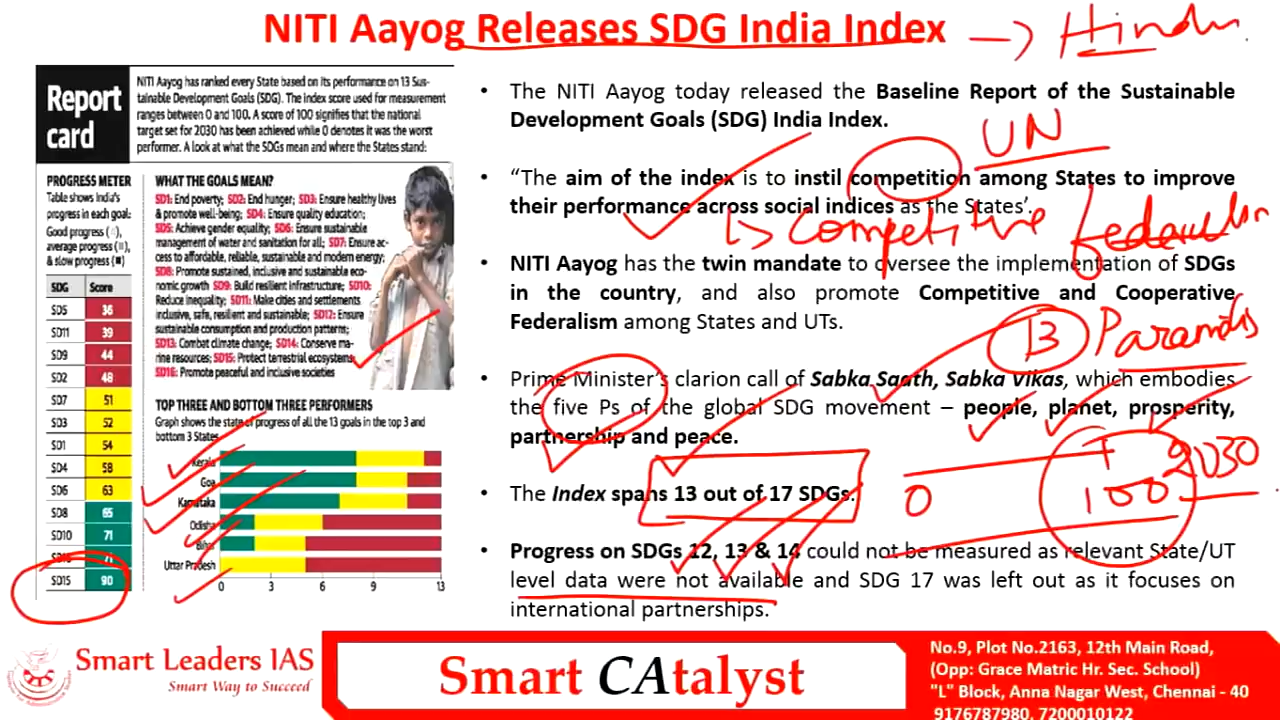 NITI Aayog Releases SDG India Index
→ Hindu
Report
card
NITI Aayog has ranked every State based on its performance on 13 Sus-
tainable Development Goals (SDG). The index score used for measurement
ranges between 0 and 100. A score of 100 signifies that the national
target set for 2030 has been achieved while 0 denotes it was the worst
performer. A look at what the SDGs mean and where the States stand:
PROGRESS METER
Table shows India's
progress in each goal:
Good progress
average progress
& slow progress (■)
SDG Score
SD5 36
SD11 39
SD9 44
SD2 48
SD7 51
SD3 52
SD1 54
SD4 58
SD6 63
SD8 65
SD10 71
71
SD15 90
WHAT THE GOALS MEAN?
SD1: End poverty; SD2: End hunger; SD3: Ensure healthy lives
& promote well-being; SD4: Ensure quality education;
SD5: Achieve gender equality; SD6: Ensure sustainable
management of water and sanitation for all; SD7: Ensure ac-
cess to affordable, reliable, sustainable and modern energy;
SD8: Promote sustained, inclusive and sustainable eco-
nomic growth SD9: Build resilient infrastructure; SD10:
Reduce inequality; SD11: Make cities and settlements
inclusive, safe, resilient and sustainable; SD12: Ensure
sustainable consumption and production patterns;
SD13: Combat climate change; SD14: Conserve ma-
rine resources; SD15: Protect terrestrial ecosystems;
SD16: Promote peaceful and inclusive societies
TOP THREE AND BOTTOM THREE PERFORMERS
Graph shows the state of progress of all the 13 goals in the top 3 and
bottom 3 States
Kerala
Goa
Karnataka
Odisha
Bihar
Uttar Pradesh
0 3 6 9 13
• The NITI Aayog today released the Baseline Report of the Sustainable
Development Goals (SDG) India Index.
UN
• “The aim of the index is to instil competition among States to improve
their performance across social indices as the States’.
↳ Competitive federalism
• NITI Aayog has the twin mandate to oversee the implementation of SDGs
in the country, and also promote Competitive and Cooperative
Federalism among States and UTs.
13
• Prime Minister’s clarion call of Sabka Saath, Sabka Vikas, which embodies
the five Ps of the global SDG movement – people, planet, prosperity,
partnership and peace.
0 100 2030
• The Index spans 13 out of 17 SDGs.
• Progress on SDGs 12, 13 & 14 could not be measured as relevant State/UT
level data were not available and SDG 17 was left out as it focuses on
international partnerships.
Smart Leaders IAS
Smart Way to Succeed
Smart CAtalyst
No.9, Plot No.2163, 12th Main Road,
(Opp: Grace Matric Hr. Sec. School)
"L" Block, Anna Nagar West, Chennai - 40
9176787980, 7200010122